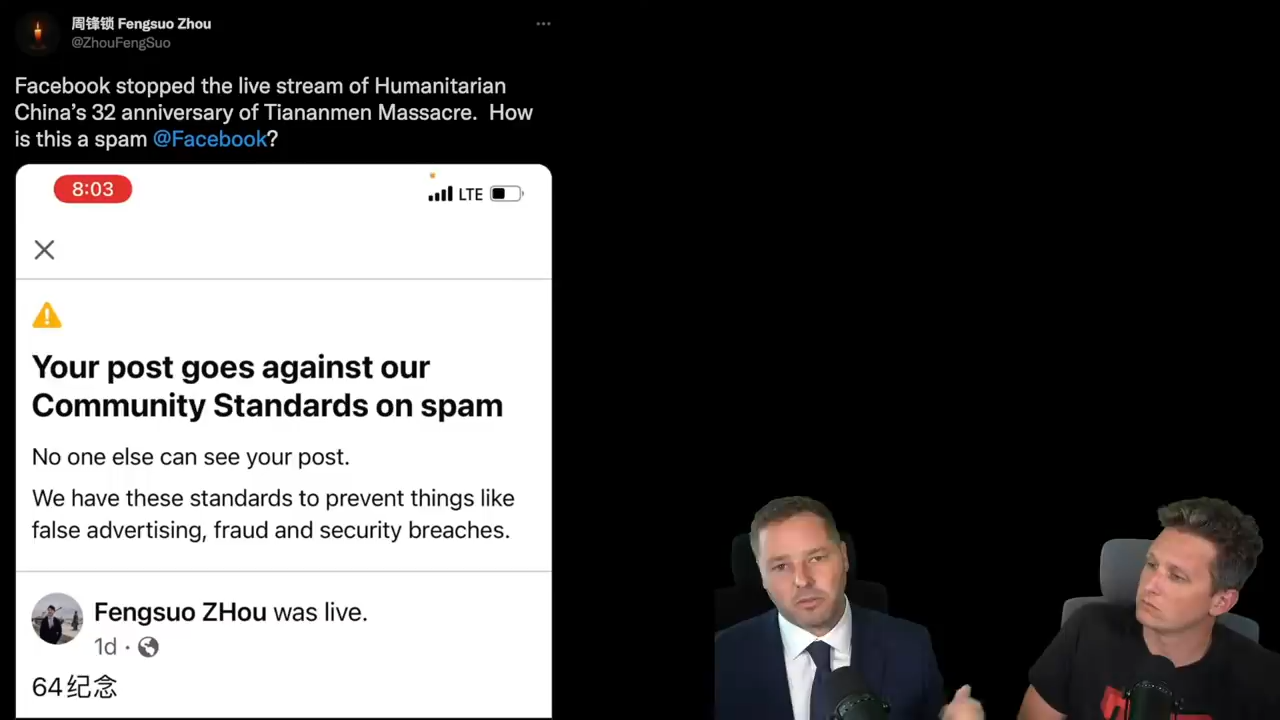 周锋锁 Fengsuo Zhou
@ZhouFengSuo
Facebook stopped the live stream of Humanitarian
China’s 32 anniversary of Tiananmen Massacre.  How
is this a spam @Facebook?
8:03
LTE
Your post goes against our
Community Standards on spam
No one else can see your post.
We have these standards to prevent things like
false advertising, fraud and security breaches.
Fengsuo ZHou was live.
1d ·
64纪念